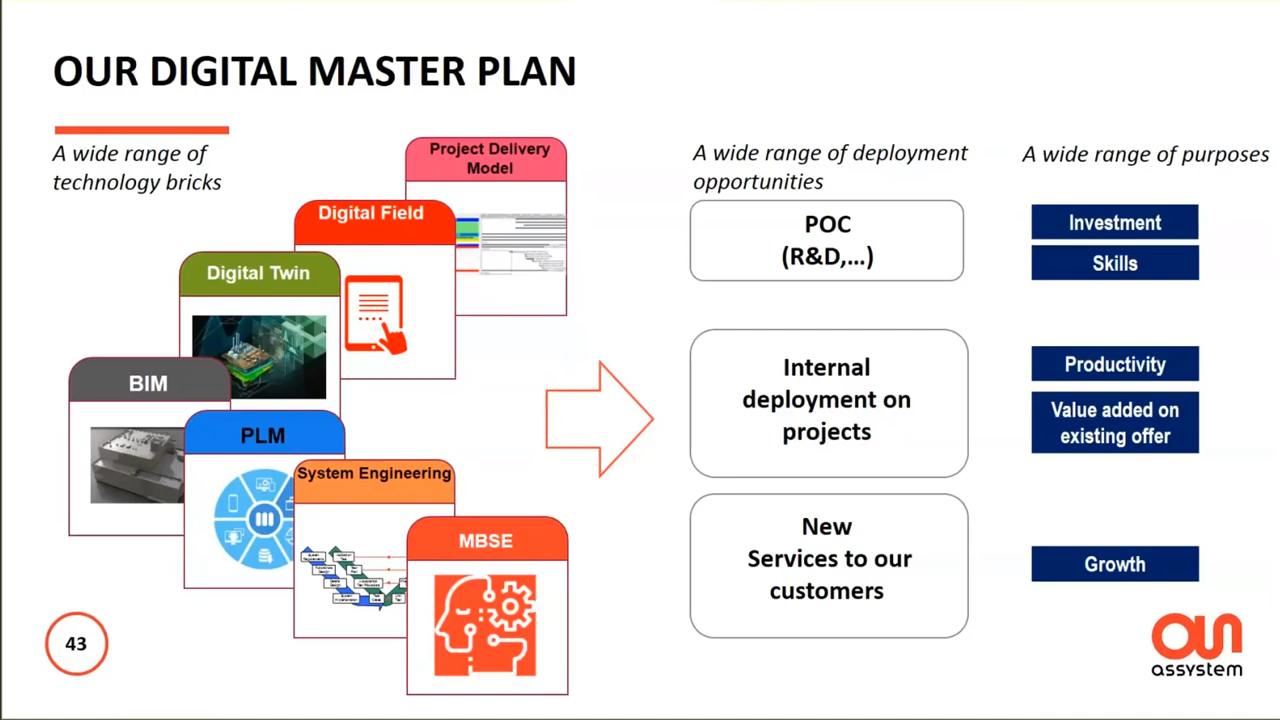 OUR DIGITAL MASTER PLAN
A wide range of
technology bricks
Project Delivery
Model
Digital Field
Digital Twin
BIM
PLM
System Engineering
MBSE
A wide range of deployment
opportunities
POC
(R&D,...)
Internal
deployment on
projects
New
Services to our
customers
A wide range of purposes
Investment
Skills
Productivity
Value added on
existing offer
Growth
43
assystem